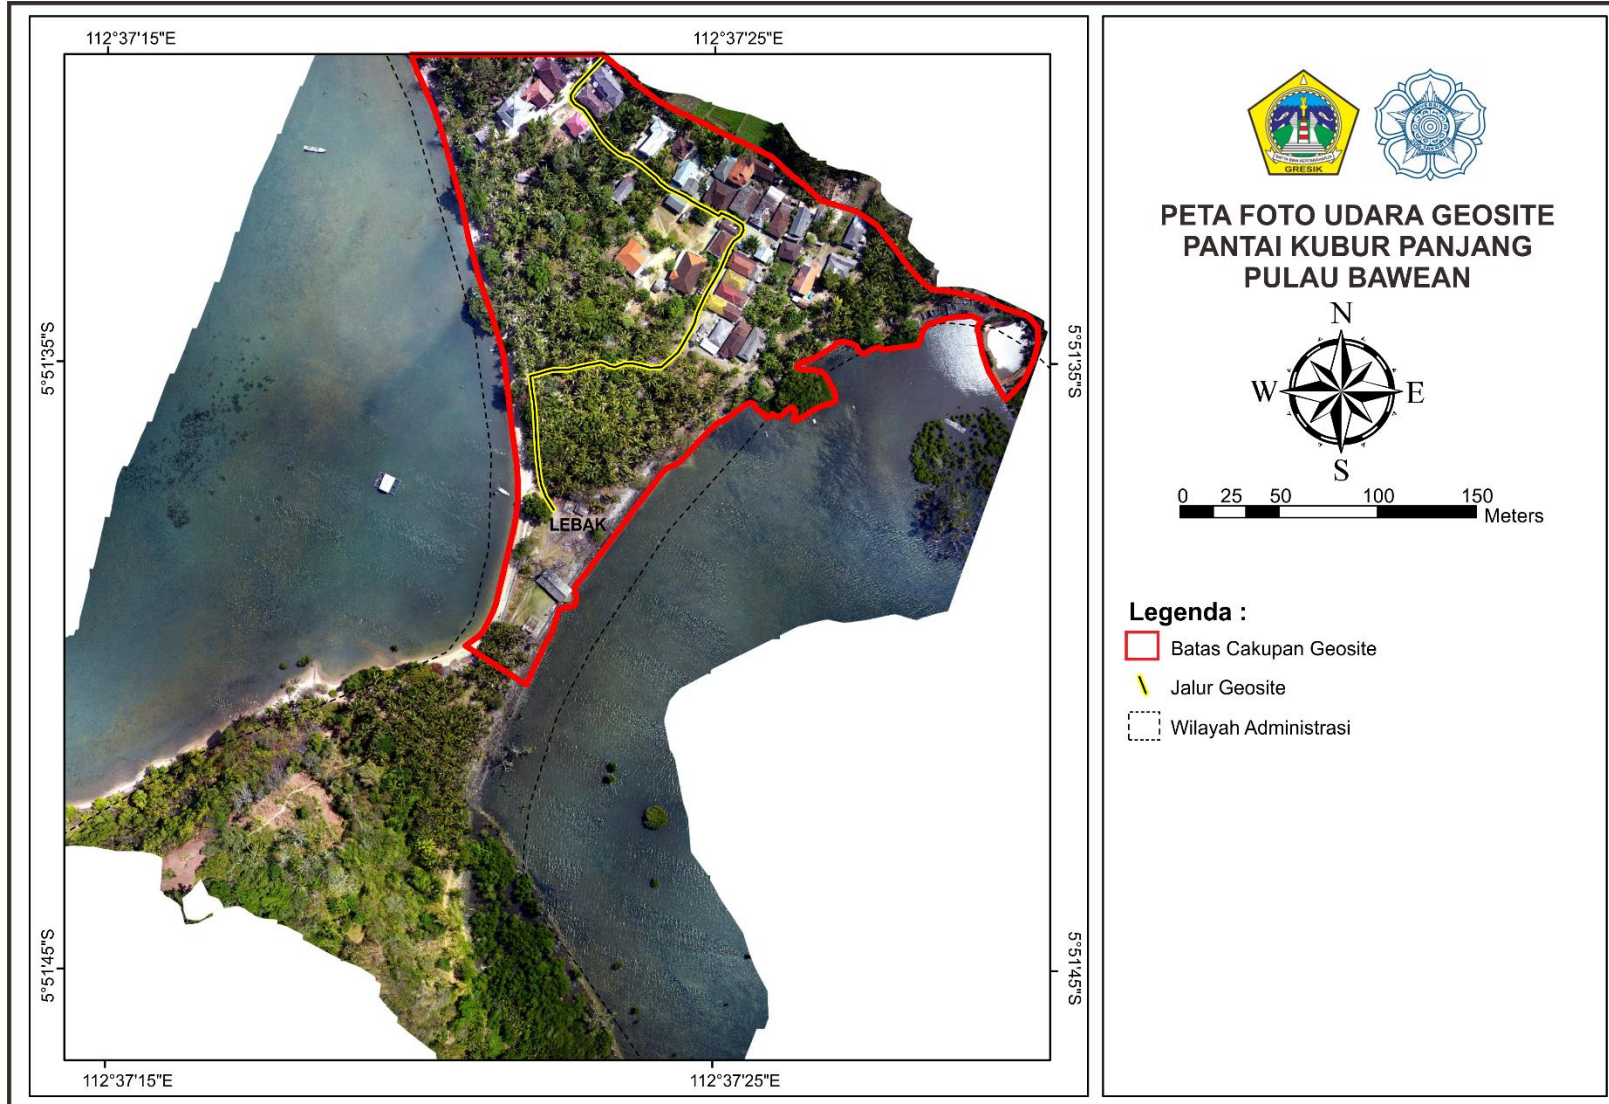 112°37'15"E
112°37'25"E
5°51'35"S
5°51'35"S
LEBAK
5°51'45"S
5°51'45"S
112°37'15"E
112°37'25"E
GRESIK
PETA FOTO UDARA GEOSITE
PANTAI KUBUR PANJANG
PULAU BAWEAN
N
W
E
S
0 25 50 100 150
Meters
Legenda :
Batas Cakupan Geosite
Jalur Geosite
Wilayah Administrasi